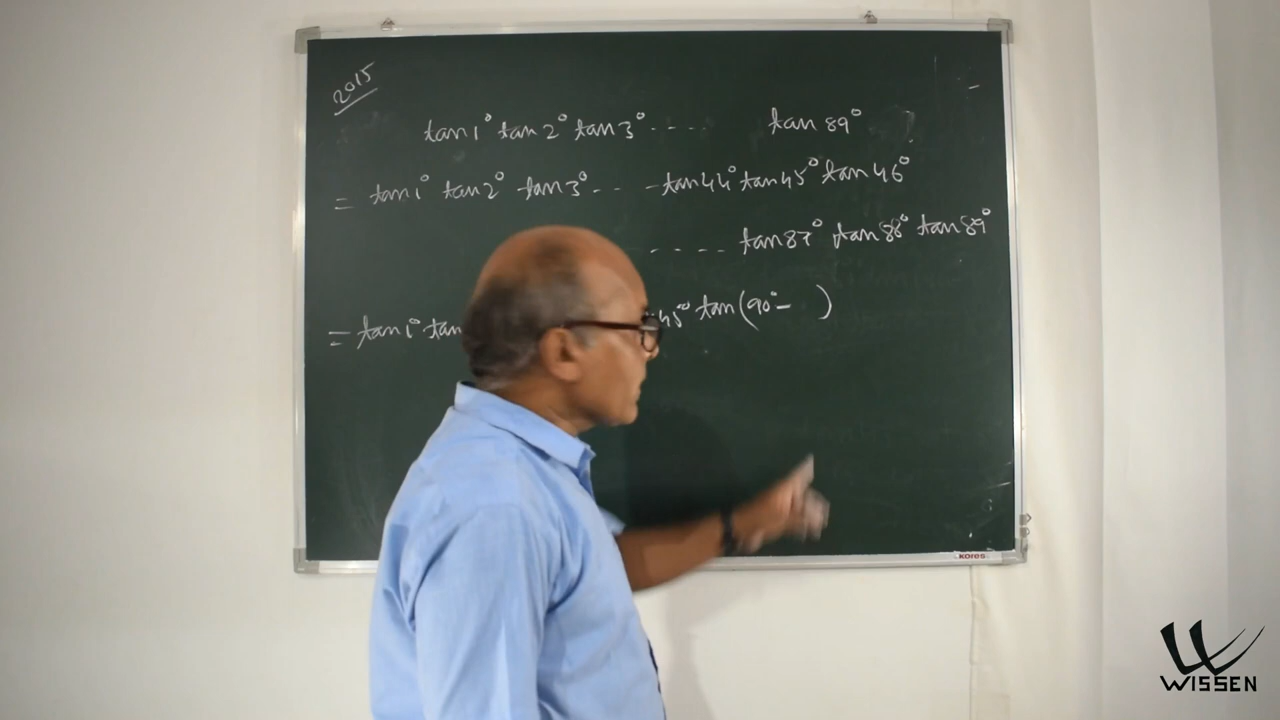 2015
tan 1° tan 2° tan 3° ..... tan 89°
= tan 1° tan 2° tan 3° .. - tan 44° tan 45° tan 46°
.... tan 87° tan 88° tan 89°
= tan 1° tan 45° tan (90° - )
kores
WISSEN